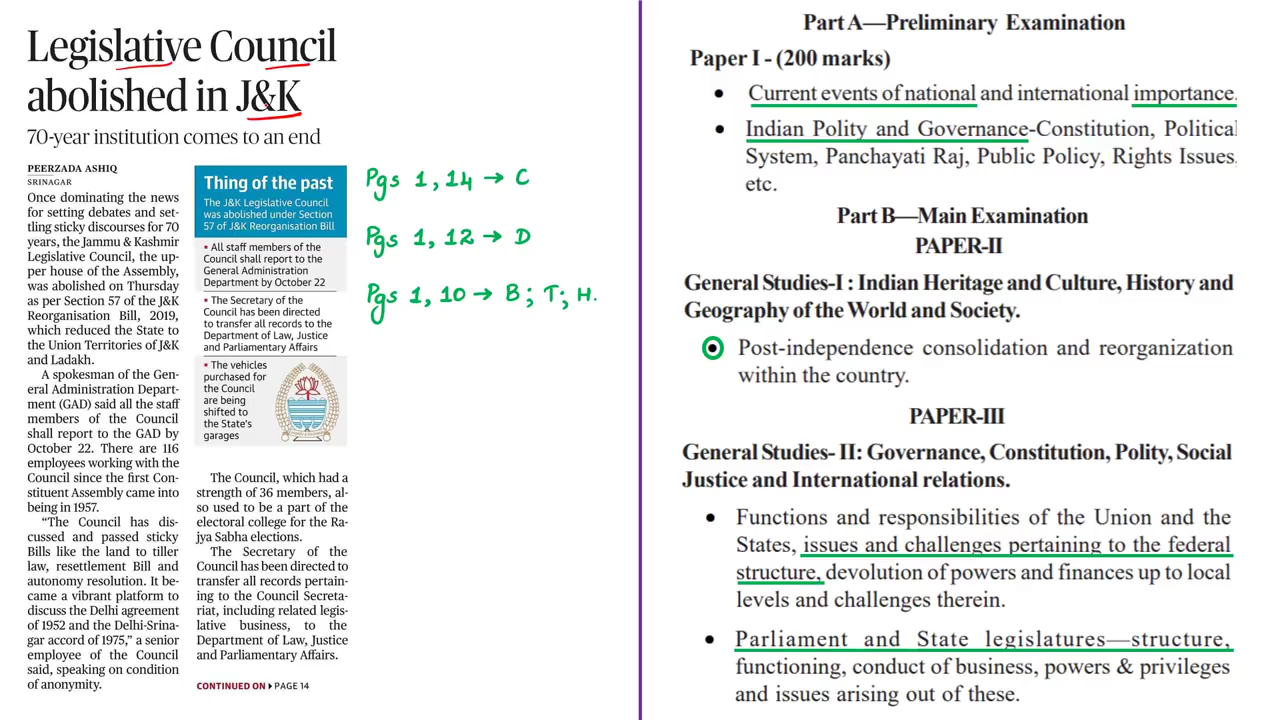 Legislative Council
abolished in J&K
70-year institution comes to an end
PEERZADA ASHIQ
SRINAGAR
Once dominating the news
for setting debates and set-
tling sticky discourses for 70
years, the Jammu & Kashmir
Legislative Council, the up-
per house of the Assembly,
was abolished on Thursday
as per Section 57 of the J&K
Reorganisation Bill, 2019,
which reduced the State to
the Union Territories of J&K
and Ladakh.
A spokesman of the Gen-
eral Administration Depart-
ment (GAD) said all the staff
members of the Council
shall report to the GAD by
October 22. There are 116
employees working with the
Council since the first Con-
stituent Assembly came into
being in 1957.
“The Council has dis-
cussed and passed sticky
Bills like the land to tiller
law, resettlement Bill and
autonomy resolution. It be-
came a vibrant platform to
discuss the Delhi agreement
of 1952 and the Delhi-Srina-
gar accord of 1975,” a senior
employee of the Council
said, speaking on condition
of anonymity.
Thing of the past
The J&K Legislative Council
was abolished under Section
57 of J&K Reorganisation Bill
▪ All staff members of the
Council shall report to the
General Administration
Department by October 22
▪ The Secretary of the
Council has been directed
to transfer all records to the
Department of Law, Justice
and Parliamentary Affairs
▪ The vehicles
purchased for
the Council
are being
shifted to
the State's
garages
The Council, which had a
strength of 36 members, al-
so used to be a part of the
electoral college for the Ra-
jya Sabha elections.
The Secretary of the
Council has been directed to
transfer all records pertain-
ing to the Council Secreta-
riat, including related legis-
lative business, to the
Department of Law, Justice
and Parliamentary Affairs.
CONTINUED ON ▸ PAGE 14
Pgs 1, 14 → C
Pgs 1, 12 → D
Pgs 1, 10 → B; T; H.
Part A—Preliminary Examination
Paper I - (200 marks)
• Current events of national and international importance.
• Indian Polity and Governance-Constitution, Political
System, Panchayati Raj, Public Policy, Rights Issues.
etc.
Part B—Main Examination
PAPER-II
General Studies-I : Indian Heritage and Culture, History and
Geography of the World and Society.
• Post-independence consolidation and reorganization
within the country.
PAPER-III
General Studies- II: Governance, Constitution, Polity, Social
Justice and International relations.
• Functions and responsibilities of the Union and the
States, issues and challenges pertaining to the federal
structure, devolution of powers and finances up to local
levels and challenges therein.
• Parliament and State legislatures—structure,
functioning, conduct of business, powers & privileges
and issues arising out of these.